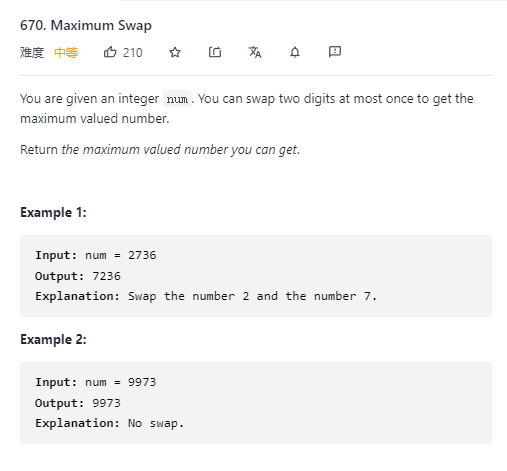 670. Maximum Swap
难度 中等 210
You are given an integer num. You can swap two digits at most once to get the
maximum valued number.
Return the maximum valued number you can get.
Example 1:
Input: num = 2736
Output: 7236
Explanation: Swap the number 2 and the number 7.
Example 2:
Input: num = 9973
Output: 9973
Explanation: No swap.